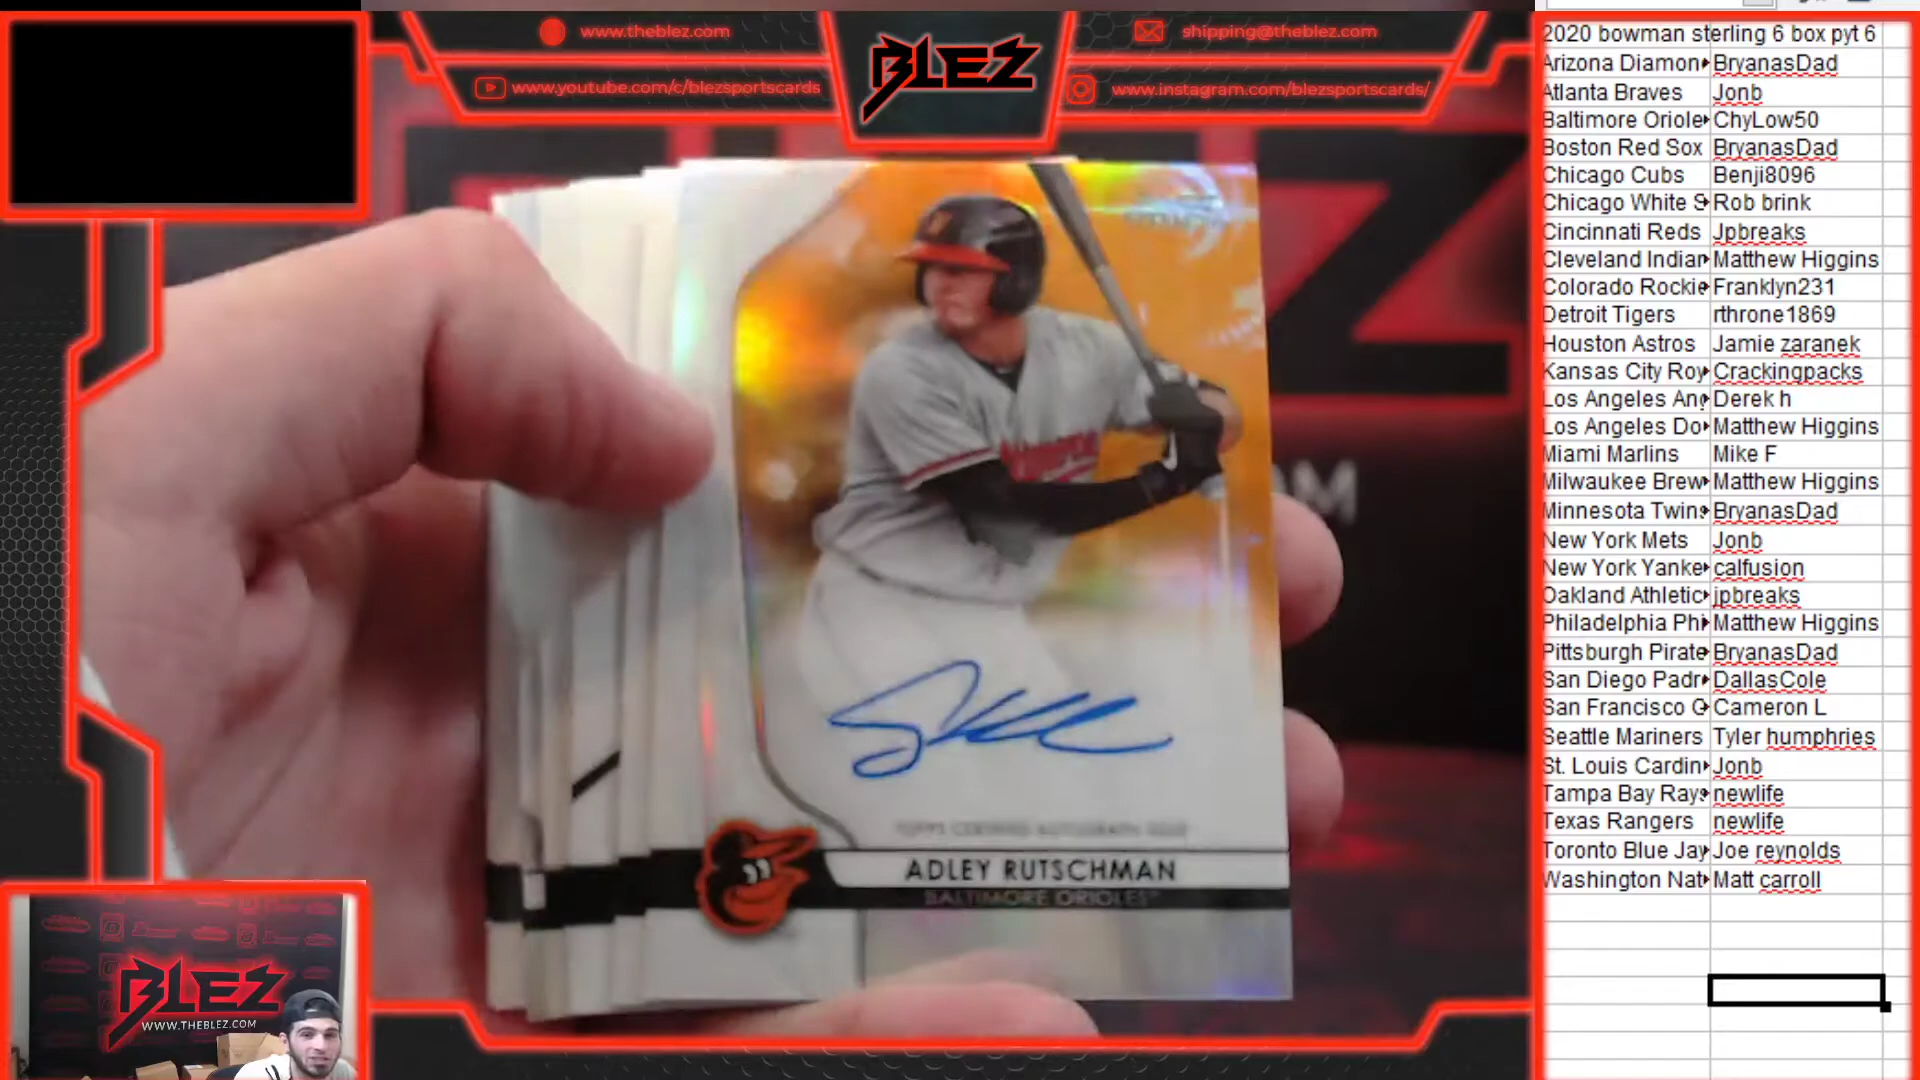 www.theblez.com
www.youtube.com/c/blezsportscards
BLEZ
shipping@theblez.com
www.instagram.com/blezsportscards/
ADLEY RUTSCHMAN
BALTIMORE ORIOLES
BLEZ
WWW.THEBLEZ.COM
2020 bowman sterling 6 box pyt 6
Arizona Diamon BryanasDad
Atlanta Braves Jonb
Baltimore Oriole ChyLow50
Boston Red Sox BryanasDad
Chicago Cubs Benji8096
Chicago White S Rob brink
Cincinnati Reds Jpbreaks
Cleveland Indian Matthew Higgins
Colorado Rockie Franklyn231
Detroit Tigers rthrone1869
Houston Astros Jamie zaranek
Kansas City Roy Crackingpacks
Los Angeles Ang Derek h
Los Angeles Do Matthew Higgins
Miami Marlins Mike F
Milwaukee Brew Matthew Higgins
Minnesota Twins BryanasDad
New York Mets Jonb
New York Yanke calfusion
Oakland Athletic jpbreaks
Philadelphia Phi Matthew Higgins
Pittsburgh Pirate BryanasDad
San Diego Padr DallasCole
San Francisco G Cameron L
Seattle Mariners Tyler humphries
St. Louis Cardin Jonb
Tampa Bay Rays newlife
Texas Rangers newlife
Toronto Blue Jay Joe reynolds
Washington Nat Matt carroll